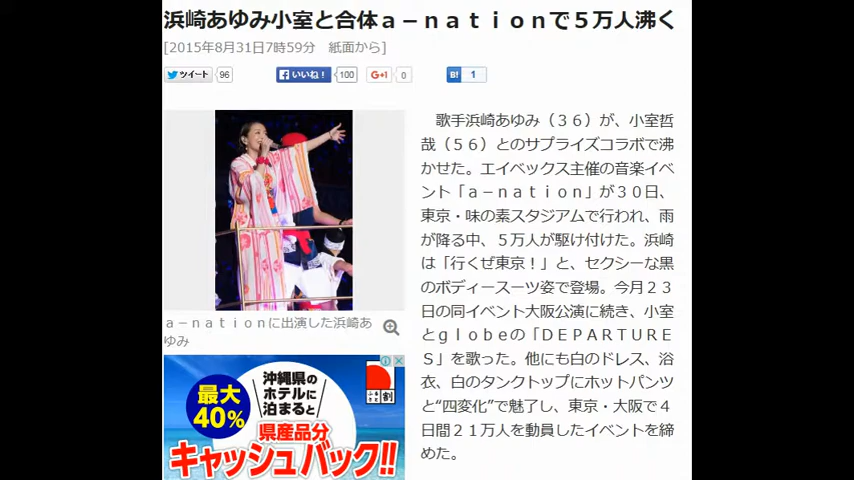 浜崎あゆみ小室と合体ａ－ｎａｔｉｏｎで５万人沸く
[2015年8月31日7時59分　紙面から]
ツイート 96 いいね！ 100 G+1 0 B! 1
歌手浜崎あゆみ（３６）が、小室哲
哉（５６）とのサプライズコラボで沸
かせた。エイベックス主催の音楽イベ
ント「ａ－ｎａｔｉｏｎ」が３０日、
東京・味の素スタジアムで行われ、雨
が降る中、５万人が駆け付けた。浜崎
は「行くぜ東京！」と、セクシーな黒
のボディースーツ姿で登場。今月２３
日の同イベント大阪公演に続き、小室
とｇｌｏｂｅの「ＤＥＰＡＲＴＵＲＥ
Ｓ」を歌った。他にも白のドレス、浴
衣、白のタンクトップにホットパンツ
と“四変化”で魅了し、東京・大阪で４
日間２１万人を動員したイベントを締
めた。
ａ－ｎａｔｉｏｎに出演した浜崎あ
ゆみ
最大
40%
沖縄県の
ホテルに
泊まると
県産品分
キャッシュバック!!
割